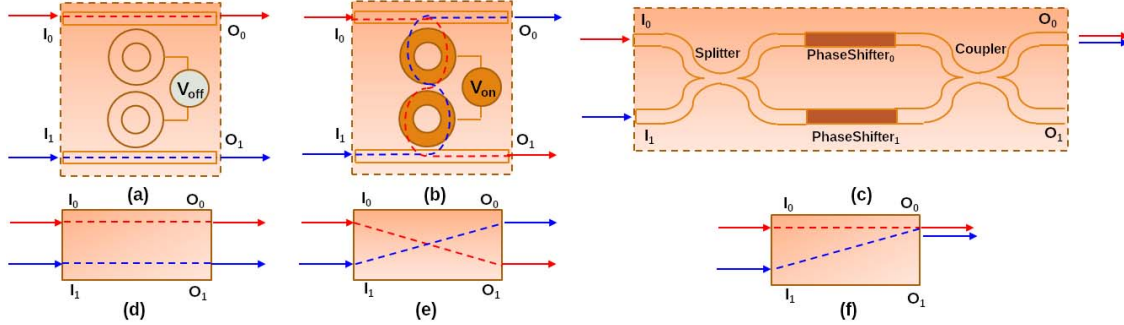 I0
O0
Voff
I1
O1
(a)
I0
O0
Von
I1
O1
(b)
I0
O0
Splitter
PhaseShifter0
Coupler
I1
PhaseShifter1
O1
(c)
I0
O0
I1
O1
(d)
I0
O0
I1
O1
(e)
I0
O0
I1
O1
(f)